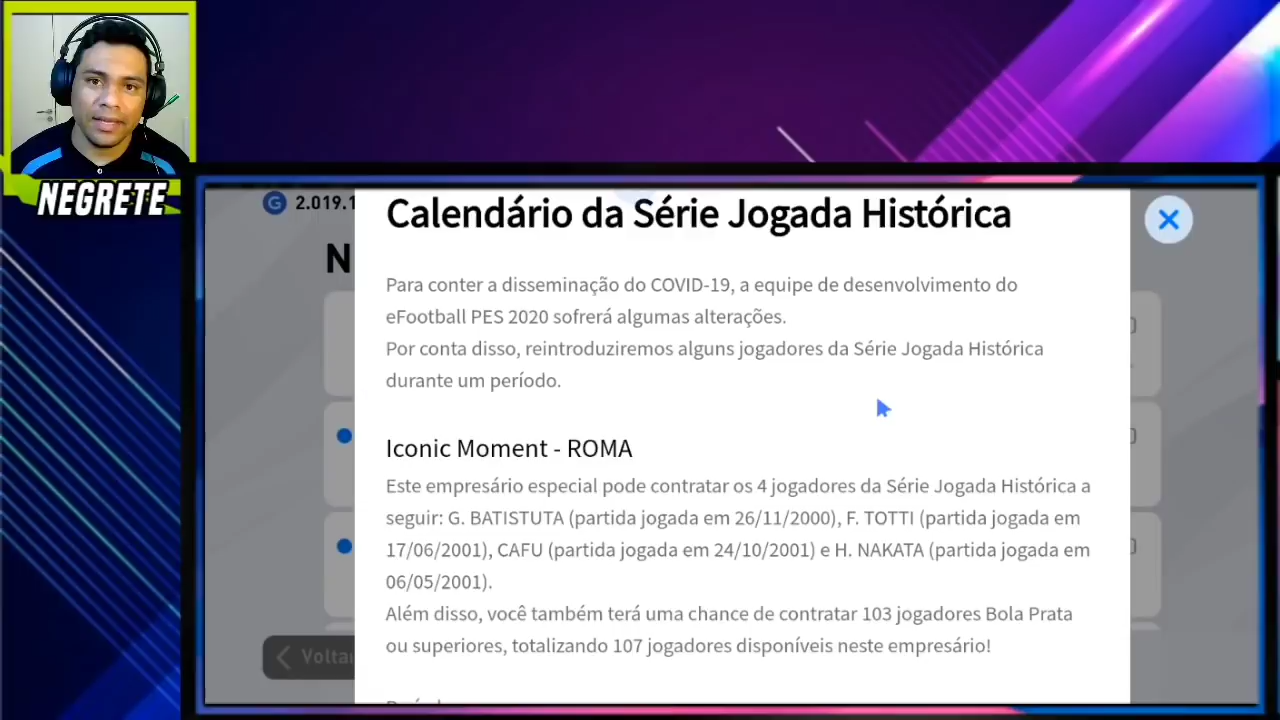 NEGRETE
2.019.1
Calendário da Série Jogada Histórica
N
Para conter a disseminação do COVID-19, a equipe de desenvolvimento do
eFootball PES 2020 sofrerá algumas alterações.
Por conta disso, reintroduziremos alguns jogadores da Série Jogada Histórica
durante um período.
Iconic Moment - ROMA
Este empresário especial pode contratar os 4 jogadores da Série Jogada Histórica a
seguir: G. BATISTUTA (partida jogada em 26/11/2000), F. TOTTI (partida jogada em
17/06/2001), CAFU (partida jogada em 24/10/2001) e H. NAKATA (partida jogada em
06/05/2001).
Além disso, você também terá uma chance de contratar 103 jogadores Bola Prata
ou superiores, totalizando 107 jogadores disponíveis neste empresário!
Volta